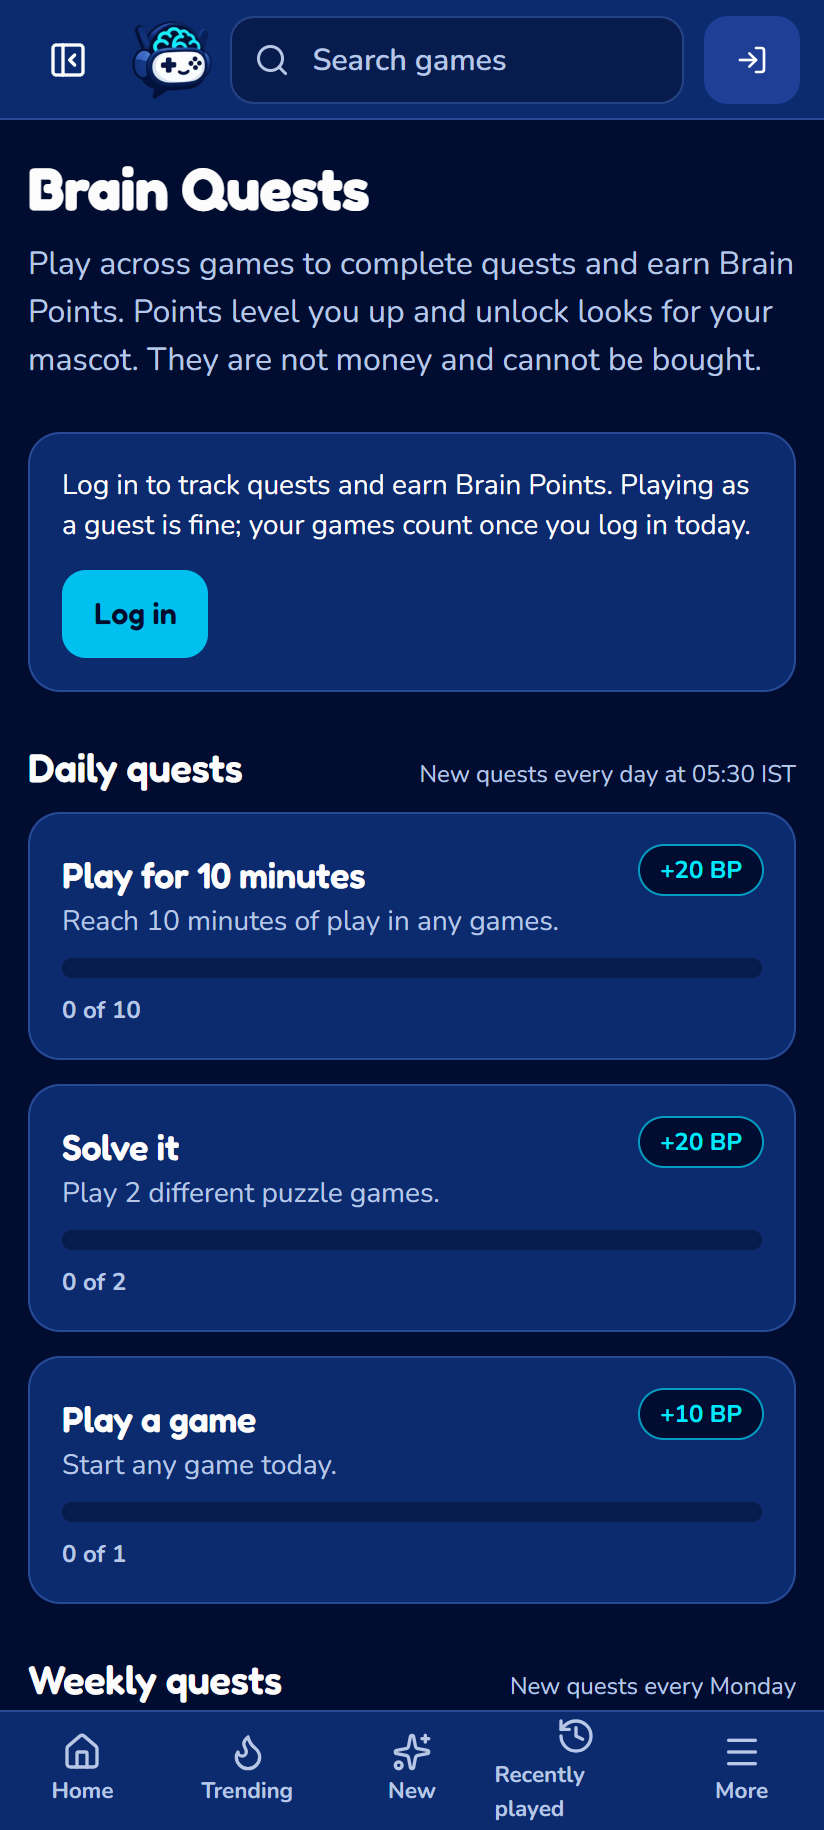 Search games
Brain Quests
Play across games to complete quests and earn Brain
Points. Points level you up and unlock looks for your
mascot. They are not money and cannot be bought.
Log in to track quests and earn Brain Points. Playing as
a guest is fine; your games count once you log in today.
Log in
Daily quests
New quests every day at 05:30 IST
Play for 10 minutes
+20 BP
Reach 10 minutes of play in any games.
0 of 10
Solve it
+20 BP
Play 2 different puzzle games.
0 of 2
Play a game
+10 BP
Start any game today.
0 of 1
Weekly quests
New quests every Monday
Home
Trending
New
Recently
played
More